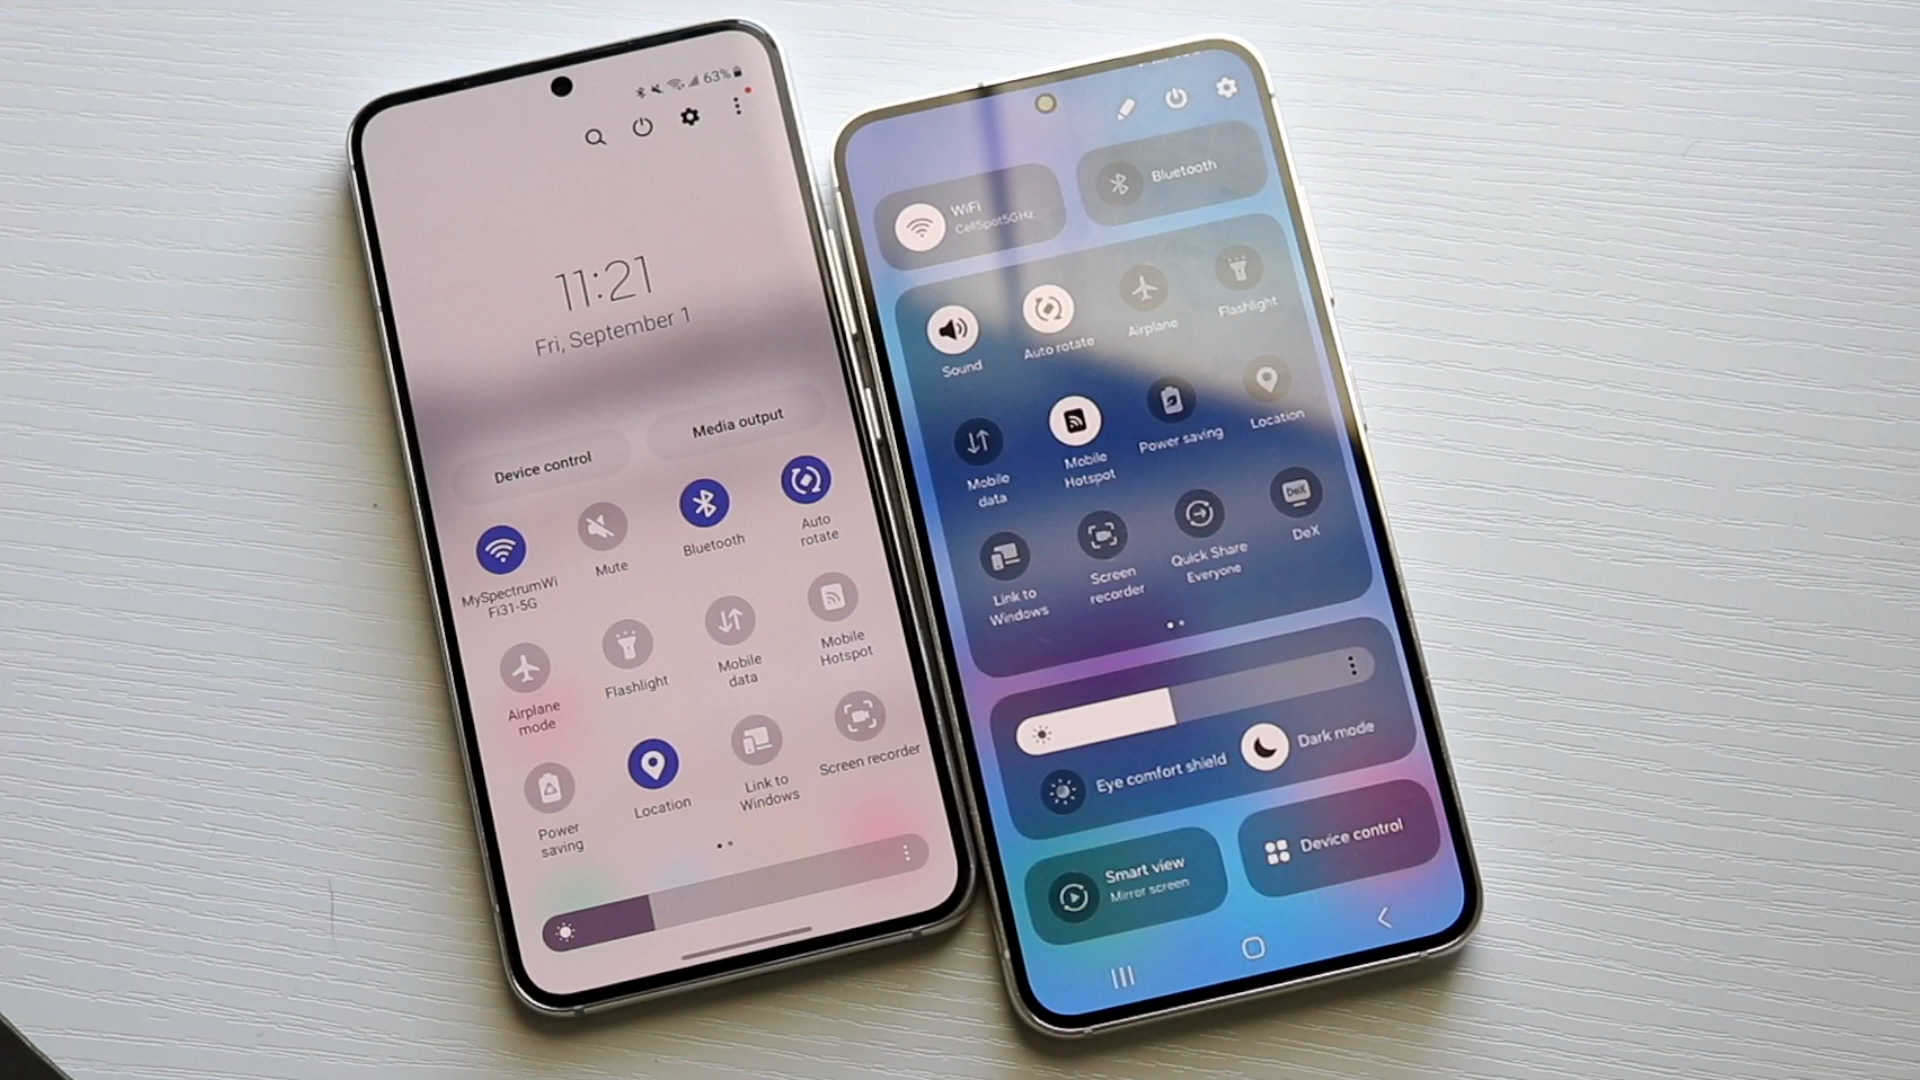 63%
11:21
Fri, September 1
Device control
Media output
MySpectrumWi
Fi31-5G
Mute
Bluetooth
Auto
rotate
Airplane
mode
Flashlight
Mobile
data
Mobile
Hotspot
Power
saving
Location
Link to
Windows
Screen recorder
WiFi
CellSpot5GHz
Bluetooth
Sound
Auto rotate
Airplane
Flashlight
Mobile
data
Mobile
Hotspot
Power saving
Location
Link to
Windows
Screen
recorder
Quick Share
Everyone
DeX
DeX
Eye comfort shield
Dark mode
Smart view
Mirror screen
Device control